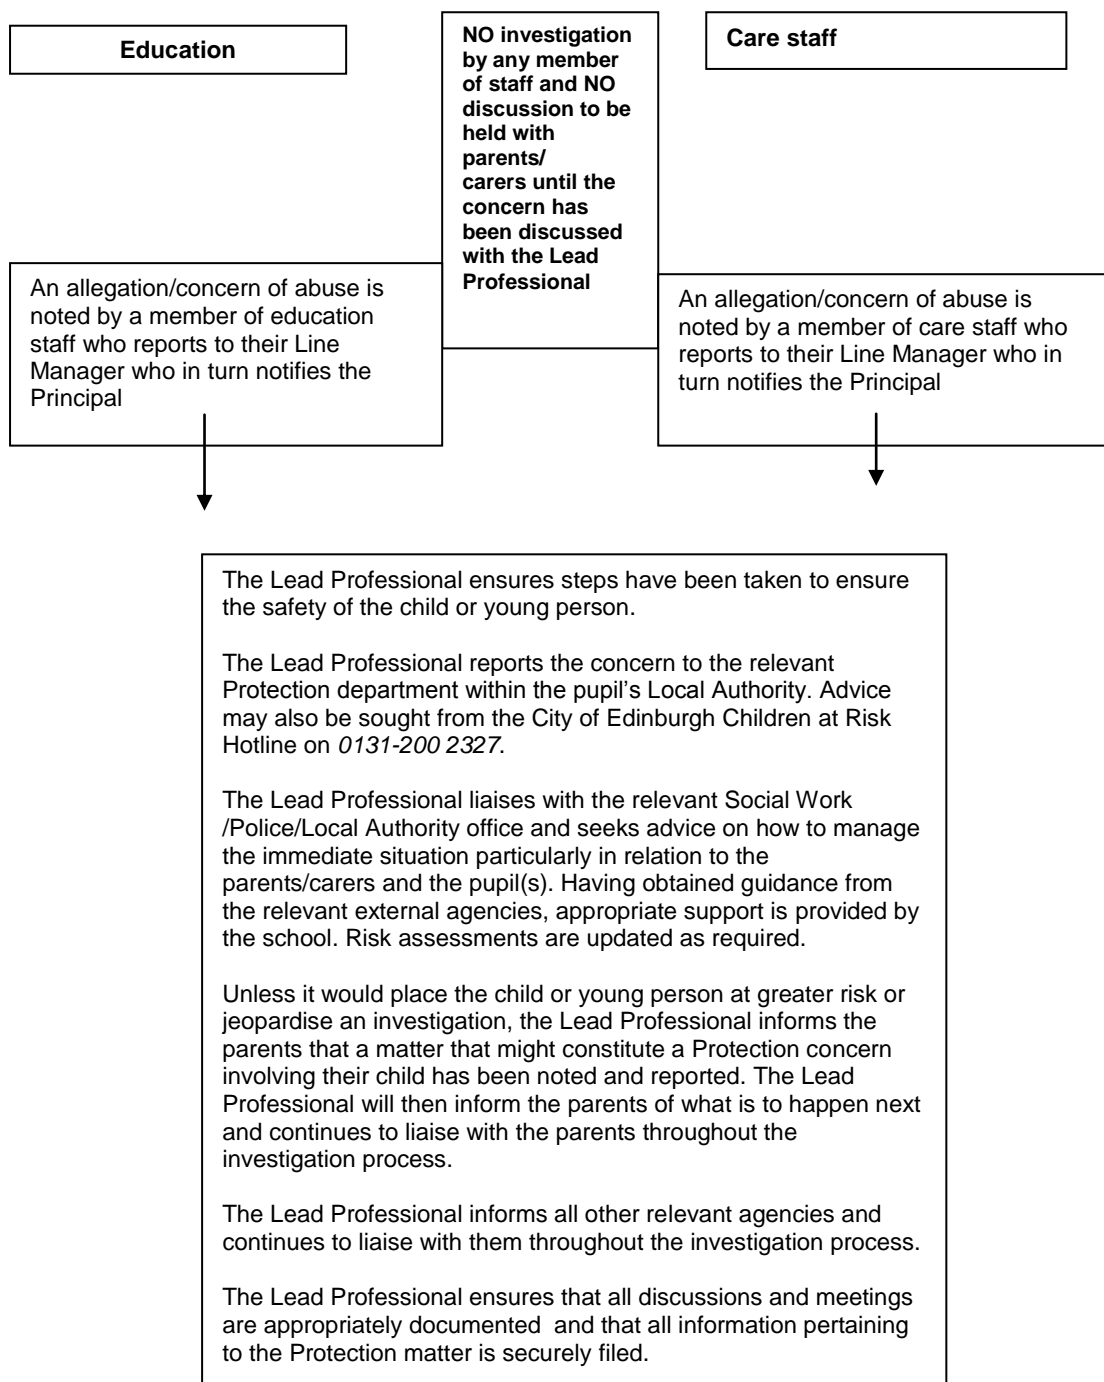 Education
NO investigation
by any member
of staff and NO
discussion to be
held with
parents/
carers until the
concern has
been discussed
with the Lead
Professional
Care staff
An allegation/concern of abuse is
noted by a member of education
staff who reports to their Line
Manager who in turn notifies the
Principal
An allegation/concern of abuse is
noted by a member of care staff who
reports to their Line Manager who in
turn notifies the Principal
The Lead Professional ensures steps have been taken to ensure
the safety of the child or young person.
The Lead Professional reports the concern to the relevant
Protection department within the pupil's Local Authority. Advice
may also be sought from the City of Edinburgh Children at Risk
Hotline on 0131-200 2327.
The Lead Professional liaises with the relevant Social Work
/Police/Local Authority office and seeks advice on how to manage
the immediate situation particularly in relation to the
parents/carers and the pupil(s). Having obtained guidance from
the relevant external agencies, appropriate support is provided by
the school. Risk assessments are updated as required.
Unless it would place the child or young person at greater risk or
jeopardise an investigation, the Lead Professional informs the
parents that a matter that might constitute a Protection concern
involving their child has been noted and reported. The Lead
Professional will then inform the parents of what is to happen next
and continues to liaise with the parents throughout the
investigation process.
The Lead Professional informs all other relevant agencies and
continues to liaise with them throughout the investigation process.
The Lead Professional ensures that all discussions and meetings
are appropriately documented  and that all information pertaining
to the Protection matter is securely filed.